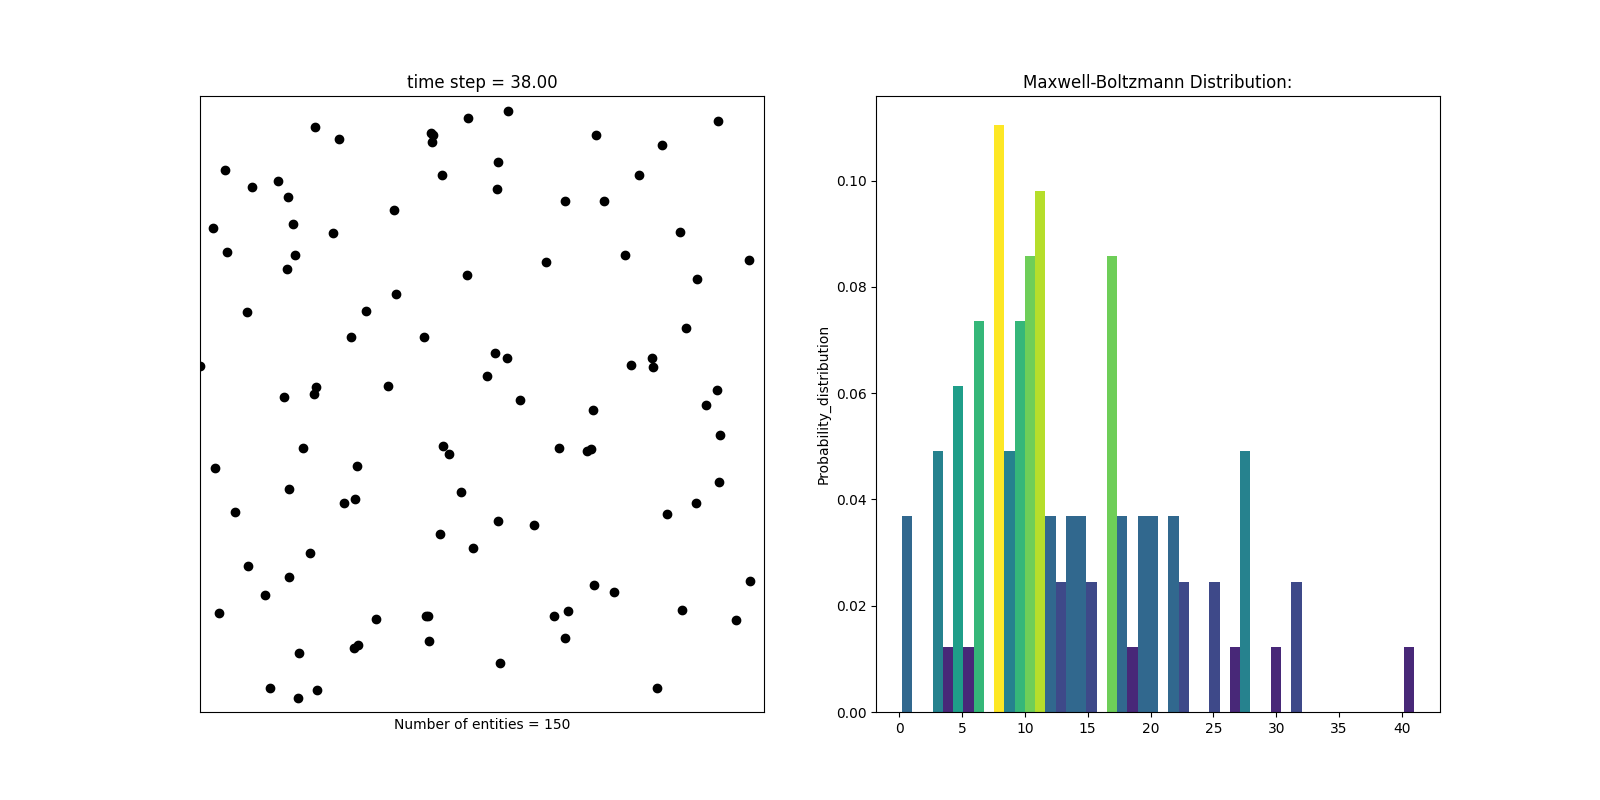 time step = 38.00
Number of entities = 150
Maxwell-Boltzmann Distribution:
Probability_distribution
0.10
0.08
0.06
0.04
0.02
0.00
0 5 10 15 20 25 30 35 40